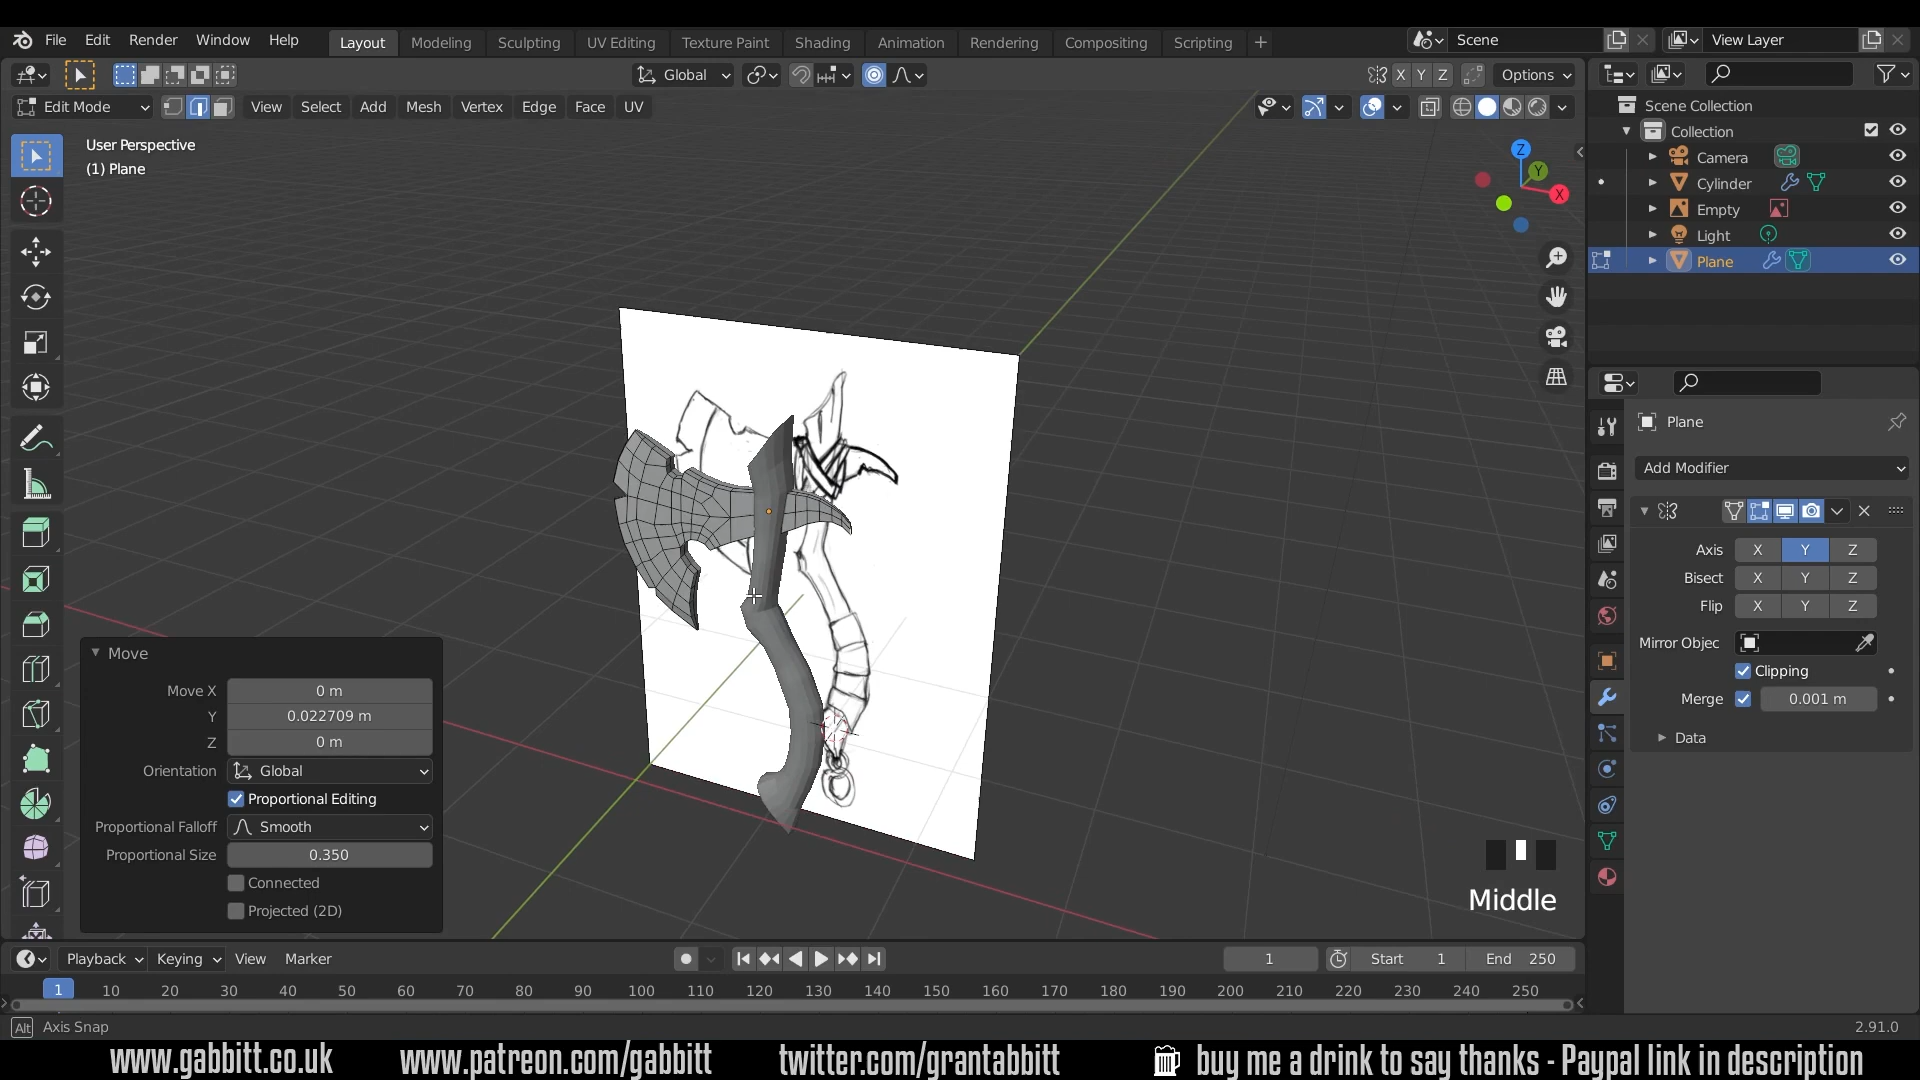 File Edit Render Window Help Layout Modeling Sculpting UV Editing Texture Paint Shading Animation Rendering Compositing Scripting Scene View Layer
Global X Y Z Options
Edit Mode View Select Add Mesh Vertex Edge Face UV
User Perspective
(1) Plane
Z
Y
X
Scene Collection
Collection
Camera
Cylinder
Empty
Light
Plane
Plane
Add Modifier
Axis X Y Z
Bisect X Y Z
Flip X Y Z
Mirror Objec
Clipping
Merge 0.001 m
Data
Move
Move X 0 m
Y 0.022709 m
Z 0 m
Orientation Global
Proportional Editing
Proportional Falloff Smooth
Proportional Size 0.350
Connected
Projected (2D)
Middle
Playback Keying View Marker 1 Start 1 End 250
1 10 20 30 40 50 60 70 80 90 100 110 120 130 140 150 160 170 180 190 200 210 220 230 240 250
Alt Axis Snap 2.91.0
www.gabbitt.co.uk www.patreon.com/gabbitt twitter.com/grantabbitt buy me a drink to say thanks - Paypal link in description